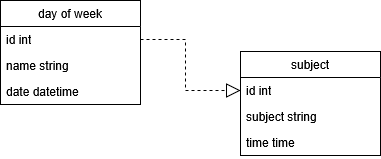 day of week
id int
name string
date datetime
subject
id int
subject string
time time